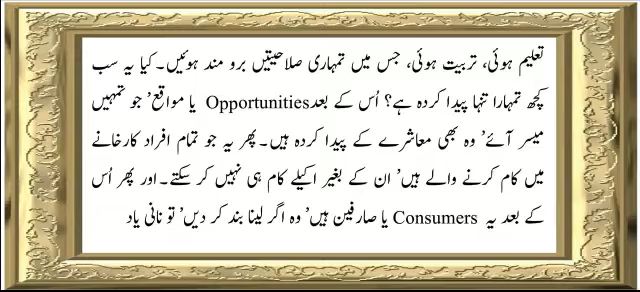 تعلیم ہوئی، تربیت ہوئی، جس میں تمہاری صلاحیتیں برو مند ہوئیں۔ کیا یہ سب
کچھ تمہارا تنہا پیدا کردہ ہے؟ اُس کے بعد Opportunities یا مواقع’ جو تمہیں
میسر آئے’ وہ بھی معاشرے کے پیدا کردہ ہیں۔ پھر یہ جو تمام افراد کارخانے
میں کام کرنے والے ہیں’ ان کے بغیر اکیلے کام ہی نہیں کر سکتے۔ اور پھر اُس
کے بعد یہ Consumers یا صارفین ہیں’ وہ اگر لینا بند کر دیں’ تو نانی یاد